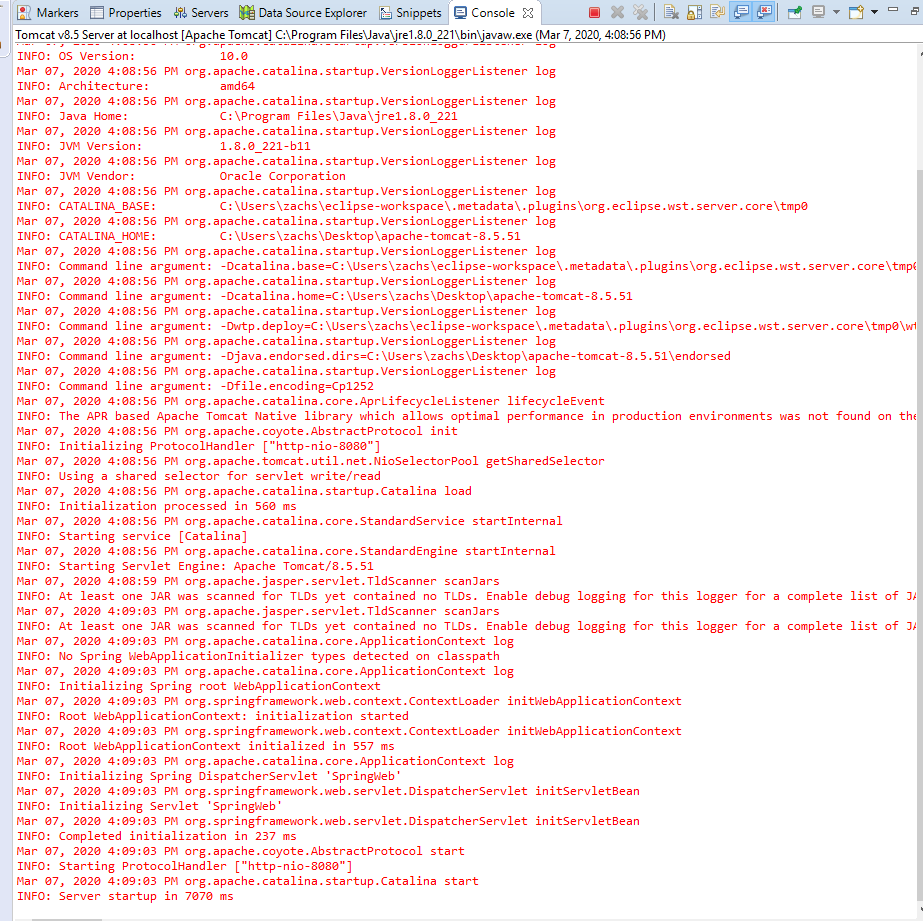 Markers Properties Servers Data Source Explorer Snippets Console
Tomcat v8.5 Server at localhost [Apache Tomcat] C:\Program Files\Java\jre1.8.0_221\bin\javaw.exe (Mar 7, 2020, 4:08:56 PM)
Mar 07, 2020 4:08:56 PM org.apache.catalina.startup.VersionLoggerListener log
INFO: OS Version: 10.0
Mar 07, 2020 4:08:56 PM org.apache.catalina.startup.VersionLoggerListener log
INFO: Architecture: amd64
Mar 07, 2020 4:08:56 PM org.apache.catalina.startup.VersionLoggerListener log
INFO: Java Home: C:\Program Files\Java\jre1.8.0_221
Mar 07, 2020 4:08:56 PM org.apache.catalina.startup.VersionLoggerListener log
INFO: JVM Version: 1.8.0_221-b11
Mar 07, 2020 4:08:56 PM org.apache.catalina.startup.VersionLoggerListener log
INFO: JVM Vendor: Oracle Corporation
Mar 07, 2020 4:08:56 PM org.apache.catalina.startup.VersionLoggerListener log
INFO: CATALINA_BASE: C:\Users\zachs\eclipse-workspace\.metadata\.plugins\org.eclipse.wst.server.core\tmp0
Mar 07, 2020 4:08:56 PM org.apache.catalina.startup.VersionLoggerListener log
INFO: CATALINA_HOME: C:\Users\zachs\Desktop\apache-tomcat-8.5.51
Mar 07, 2020 4:08:56 PM org.apache.catalina.startup.VersionLoggerListener log
INFO: Command line argument: -Dcatalina.base=C:\Users\zachs\eclipse-workspace\.metadata\.plugins\org.eclipse.wst.server.core\tmp0
Mar 07, 2020 4:08:56 PM org.apache.catalina.startup.VersionLoggerListener log
INFO: Command line argument: -Dcatalina.home=C:\Users\zachs\Desktop\apache-tomcat-8.5.51
Mar 07, 2020 4:08:56 PM org.apache.catalina.startup.VersionLoggerListener log
INFO: Command line argument: -Dwtp.deploy=C:\Users\zachs\eclipse-workspace\.metadata\.plugins\org.eclipse.wst.server.core\tmp0\wt
Mar 07, 2020 4:08:56 PM org.apache.catalina.startup.VersionLoggerListener log
INFO: Command line argument: -Djava.endorsed.dirs=C:\Users\zachs\Desktop\apache-tomcat-8.5.51\endorsed
Mar 07, 2020 4:08:56 PM org.apache.catalina.startup.VersionLoggerListener log
INFO: Command line argument: -Dfile.encoding=Cp1252
Mar 07, 2020 4:08:56 PM org.apache.catalina.core.AprLifecycleListener lifecycleEvent
INFO: The APR based Apache Tomcat Native library which allows optimal performance in production environments was not found on the
Mar 07, 2020 4:08:56 PM org.apache.coyote.AbstractProtocol init
INFO: Initializing ProtocolHandler ["http-nio-8080"]
Mar 07, 2020 4:08:56 PM org.apache.tomcat.util.net.NioSelectorPool getSharedSelector
INFO: Using a shared selector for servlet write/read
Mar 07, 2020 4:08:56 PM org.apache.catalina.startup.Catalina load
INFO: Initialization processed in 560 ms
Mar 07, 2020 4:08:56 PM org.apache.catalina.core.StandardService startInternal
INFO: Starting service [Catalina]
Mar 07, 2020 4:08:56 PM org.apache.catalina.core.StandardEngine startInternal
INFO: Starting Servlet Engine: Apache Tomcat/8.5.51
Mar 07, 2020 4:08:59 PM org.apache.jasper.servlet.TldScanner scanJars
INFO: At least one JAR was scanned for TLDs yet contained no TLDs. Enable debug logging for this logger for a complete list of JA
Mar 07, 2020 4:09:03 PM org.apache.jasper.servlet.TldScanner scanJars
INFO: At least one JAR was scanned for TLDs yet contained no TLDs. Enable debug logging for this logger for a complete list of JA
Mar 07, 2020 4:09:03 PM org.apache.catalina.core.ApplicationContext log
INFO: No Spring WebApplicationInitializer types detected on classpath
Mar 07, 2020 4:09:03 PM org.apache.catalina.core.ApplicationContext log
INFO: Initializing Spring root WebApplicationContext
Mar 07, 2020 4:09:03 PM org.springframework.web.context.ContextLoader initWebApplicationContext
INFO: Root WebApplicationContext: initialization started
Mar 07, 2020 4:09:03 PM org.springframework.web.context.ContextLoader initWebApplicationContext
INFO: Root WebApplicationContext initialized in 557 ms
Mar 07, 2020 4:09:03 PM org.apache.catalina.core.ApplicationContext log
INFO: Initializing Spring DispatcherServlet 'SpringWeb'
Mar 07, 2020 4:09:03 PM org.springframework.web.servlet.DispatcherServlet initServletBean
INFO: Initializing Servlet 'SpringWeb'
Mar 07, 2020 4:09:03 PM org.springframework.web.servlet.DispatcherServlet initServletBean
INFO: Completed initialization in 237 ms
Mar 07, 2020 4:09:03 PM org.apache.coyote.AbstractProtocol start
INFO: Starting ProtocolHandler ["http-nio-8080"]
Mar 07, 2020 4:09:03 PM org.apache.catalina.startup.Catalina start
INFO: Server startup in 7070 ms